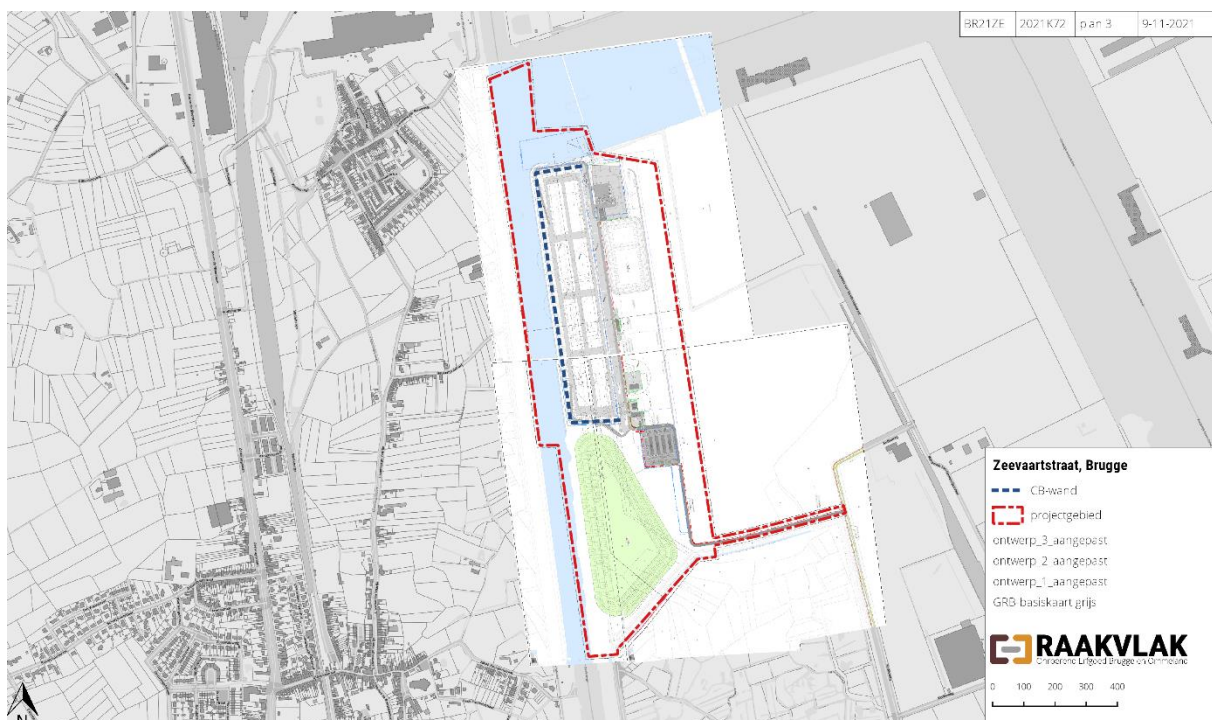 BR21ZE 2021K72 plan 3 9-11-2021
Zeevaartstraat, Brugge
CB-wand
projectgebied
ontwerp_3_aangepast
ontwerp_2_aangepast
ontwerp_1_aangepast
GRB basiskaart grijs
RAAKVLAK
Onroerend Erfgoed Brugge en Ommeland
0 100 200 300 400
N